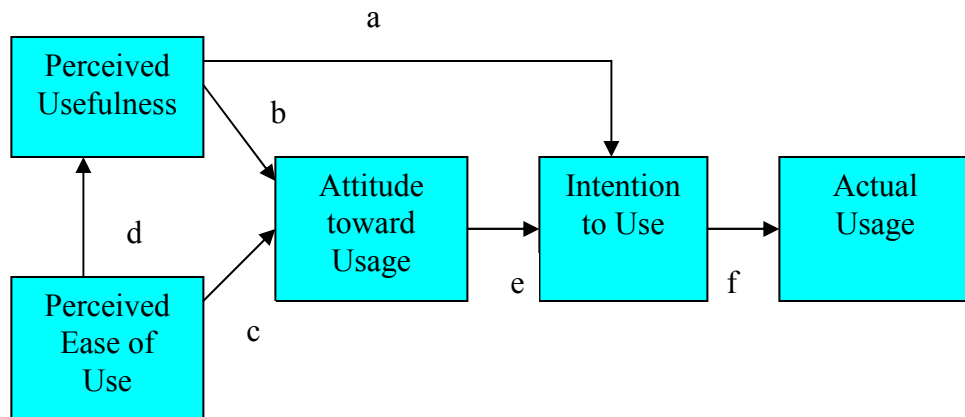 a
Perceived
Usefulness
b
Attitude
toward
Usage
Intention
to Use
Actual
Usage
d
e
f
Perceived
Ease of
Use
c